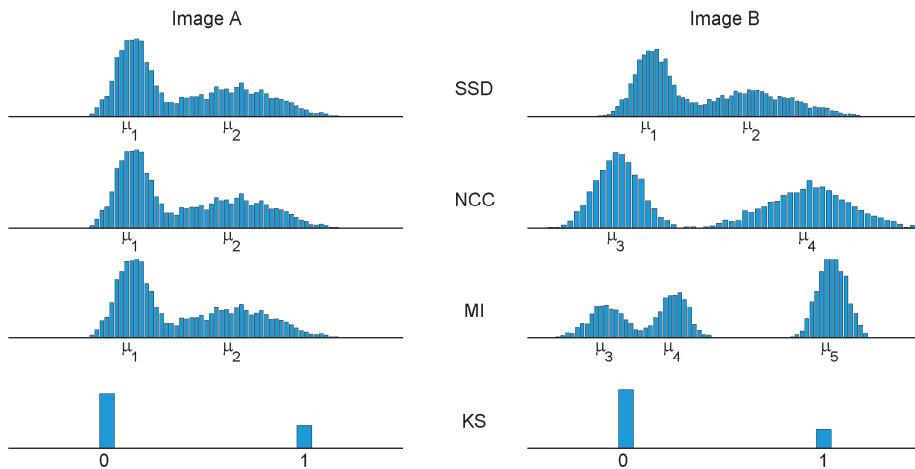 Image A
Image B
SSD
μ1 μ2
μ1 μ2
NCC
μ1 μ2
μ3 μ4
MI
μ1 μ2
μ3 μ4 μ5
KS
0 1
0 1